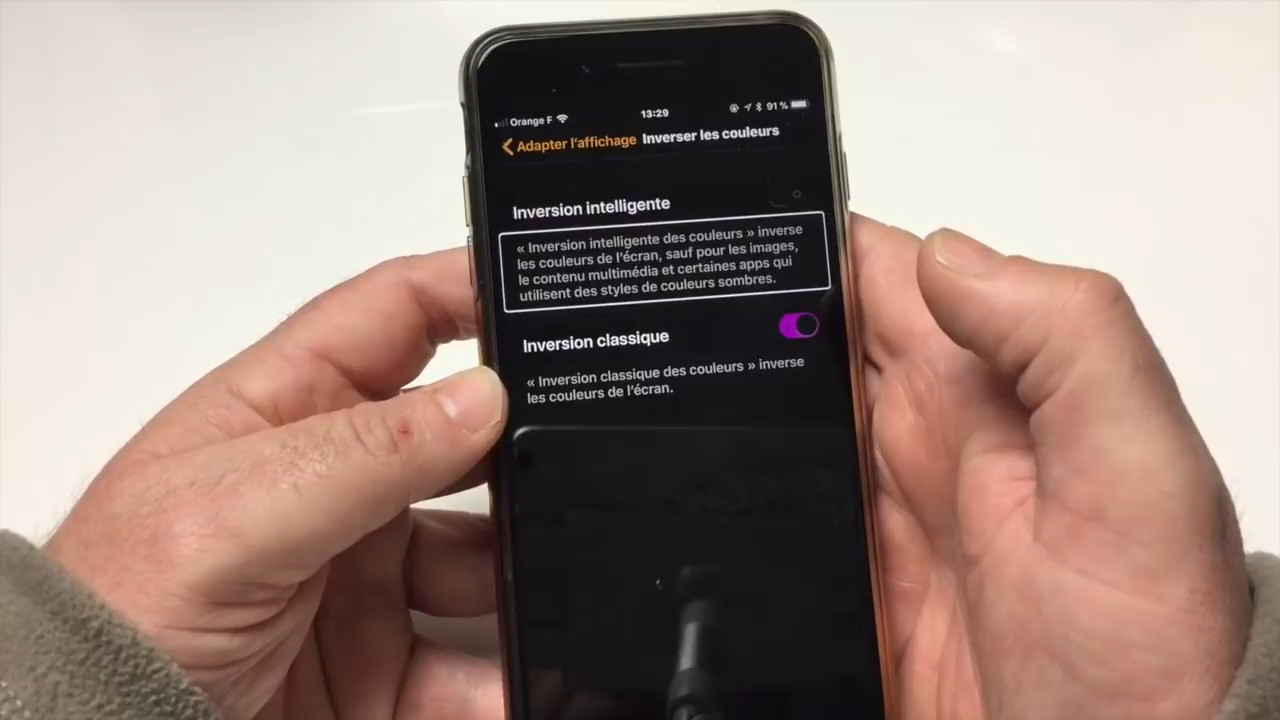 Orange F 13:29 91 %
Adapter l'affichage Inverser les couleurs
Inversion intelligente
« Inversion intelligente des couleurs » inverse
les couleurs de l'écran, sauf pour les images,
le contenu multimédia et certaines apps qui
utilisent des styles de couleurs sombres.
Inversion classique
« Inversion classique des couleurs » inverse
les couleurs de l'écran.